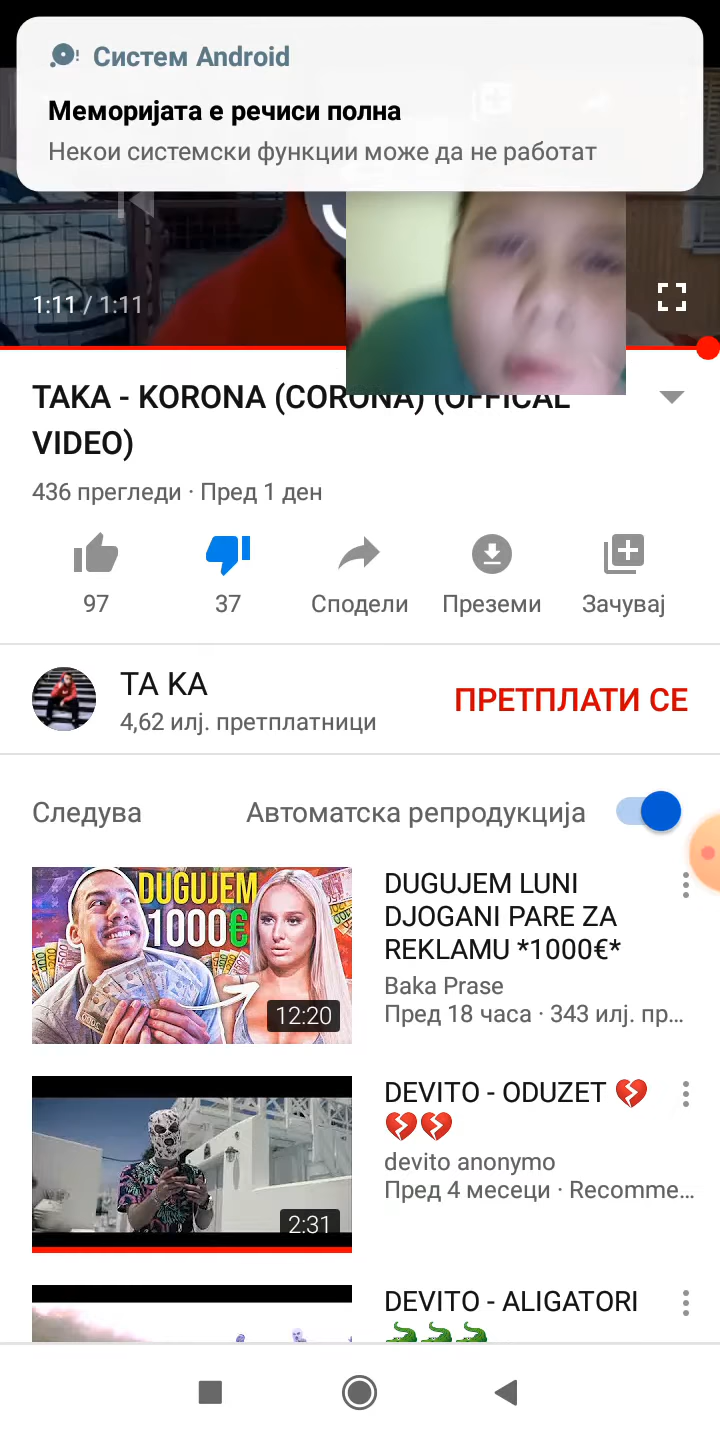 Систем Android
Меморијата е речиси полна
Некои системски функции може да не работат
1:11 / 1:11
TAKA - KORONA (CORONA) (OFFICAL
VIDEO)
436 прегледи · Пред 1 ден
97
37
Сподели
Преземи
Зачувај
TA KA
4,62 илј. претплатници
ПРЕТПЛАТИ СЕ
Следува
Автоматска репродукција
DUGUJEM
1000€
12:20
DUGUJEM LUNI
DJOGANI PARE ZA
REKLAMU *1000€*
Baka Prase
Пред 18 часа · 343 илј. пр...
2:31
DEVITO - ODUZET 💔
💔💔
devito anonymo
Пред 4 месеци · Recomme...
DEVITO - ALIGATORI
🐊🐊🐊